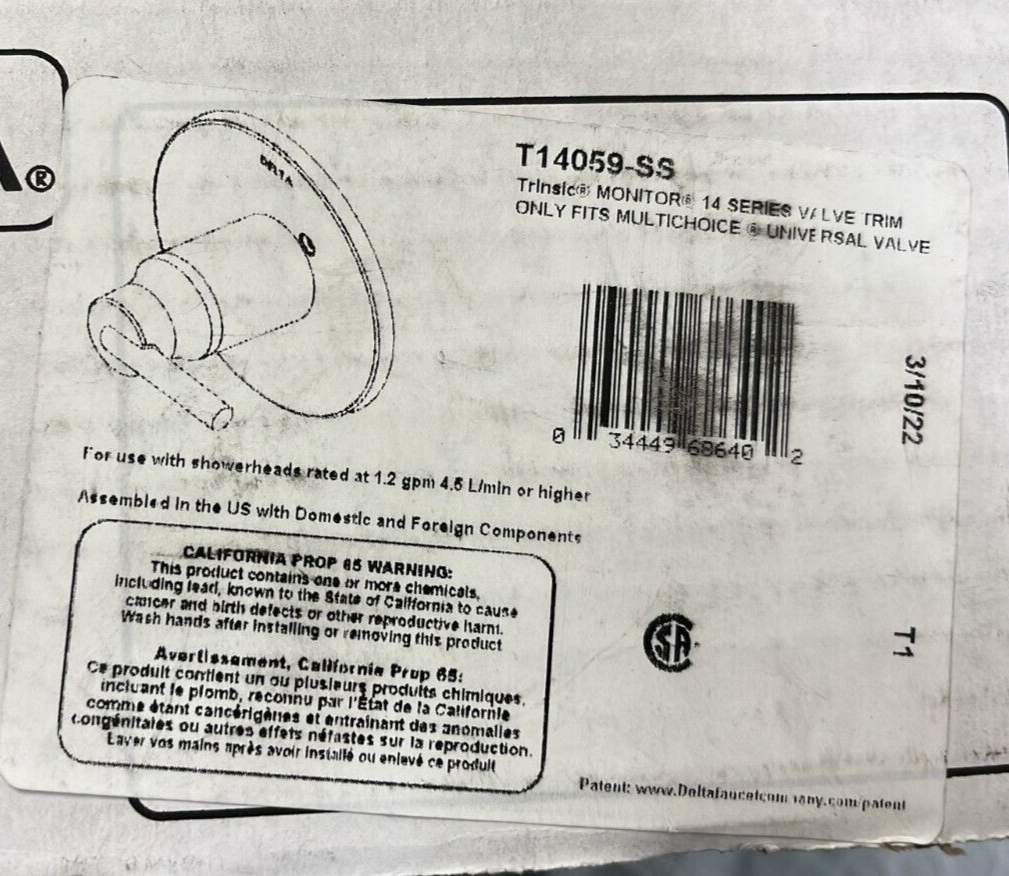 ®
DELTA
T14059-SS
Trinsic® MONITOR® 14 SERIES VALVE TRIM
ONLY FITS MULTICHOICE ® UNIVERSAL VALVE
0 34449 68640 2
3/10/22
For use with showerheads rated at 1.2 gpm 4.5 L/min or higher
Assembled in the US with Domestic and Foreign Components
CALIFORNIA PROP 65 WARNING:
This product contains one or more chemicals,
including lead, known to the State of California to cause
cancer and birth defects or other reproductive harm.
Wash hands after installing or removing this product
Avertissement, California Prop 65:
Ce produit contient un ou plusieurs produits chimiques,
incluant le plomb, reconnu par l'État de la Californie
comme étant cancérigènes et entraînant des anomalies
congénitales ou autres effets néfastes sur la reproduction.
Laver vos mains après avoir installé ou enlevé ce produit
SA
T1
Patent: www.Deltafaucetcompany.com/patent